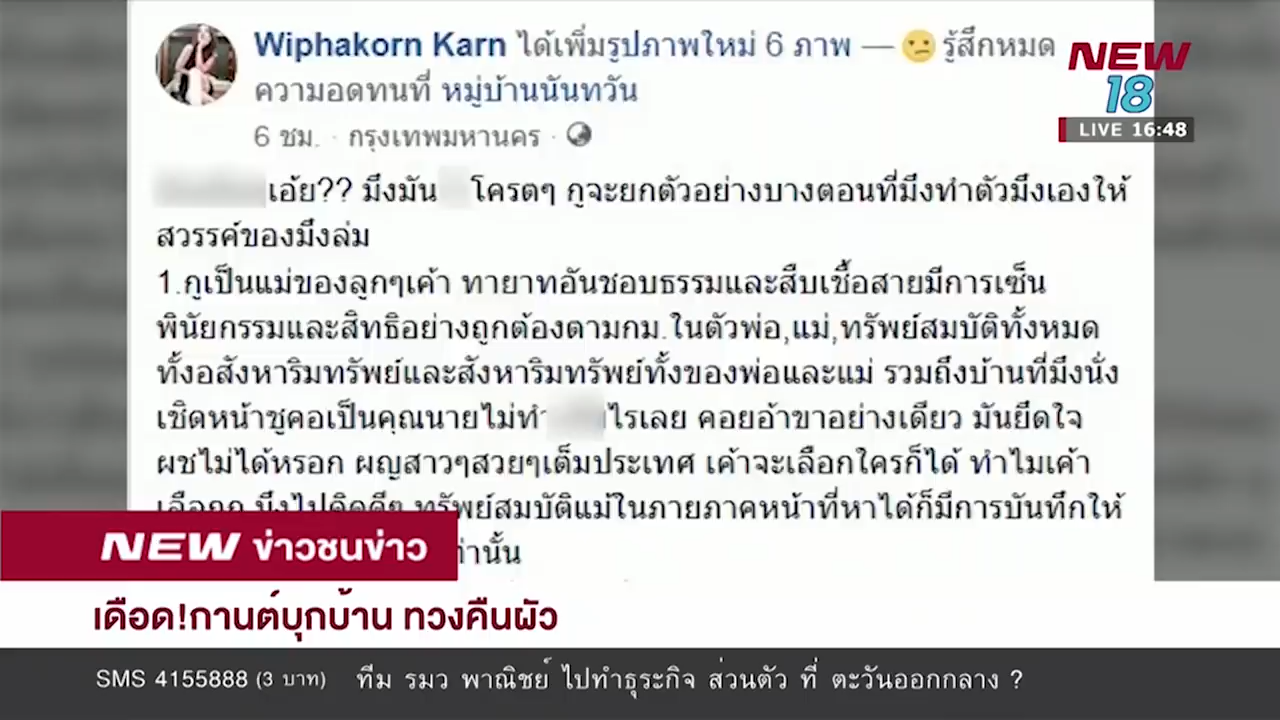 Wiphakorn Karn ได้เพิ่มรูปภาพใหม่ 6 ภาพ — รู้สึกหมด
ความอดทนที่ หมู่บ้านนันทวัน
6 ชม. · กรุงเทพมหานคร ·
NEW
18
LIVE 16:48
เอ้ย?? มึงมัน โครตๆ กูจะยกตัวอย่างบางตอนที่มึงทำตัวมึงเองให้
สวรรค์ของมึงล่ม
1.กูเป็นแม่ของลูกๆเค้า ทายาทอันชอบธรรมและสืบเชื้อสายมีการเซ็น
พินัยกรรมและสิทธิอย่างถูกต้องตามกม.ในตัวพ่อ,แม่,ทรัพย์สมบัติทั้งหมด
ทั้งอสังหาริมทรัพย์และสังหาริมทรัพย์ทั้งของพ่อและแม่ รวมถึงบ้านที่มึงนั่ง
เชิดหน้าชูคอเป็นคุณนายไม่ทำ ไรเลย คอยอ้าขาอย่างเดียว มันยึดใจ
ผชไม่ได้หรอก ผญสาวๆสวยๆเต็มประเทศ เค้าจะเลือกใครก็ได้ ทำไมเค้า
เลือกกู มึงไปคิดดีๆ ทรัพย์สมบัติแม้ในภายภาคหน้าที่หาได้ก็มีการบันทึกให้
ท่านั้น
NEW ข่าวชนข่าว
เดือด!กานต์บุกบ้าน ทวงคืนผัว
SMS 4155888 (3 บาท) ทีม รมว พาณิชย์ ไปทำธุระกิจ ส่วนตัว ที่ ตะวันออกกลาง ?